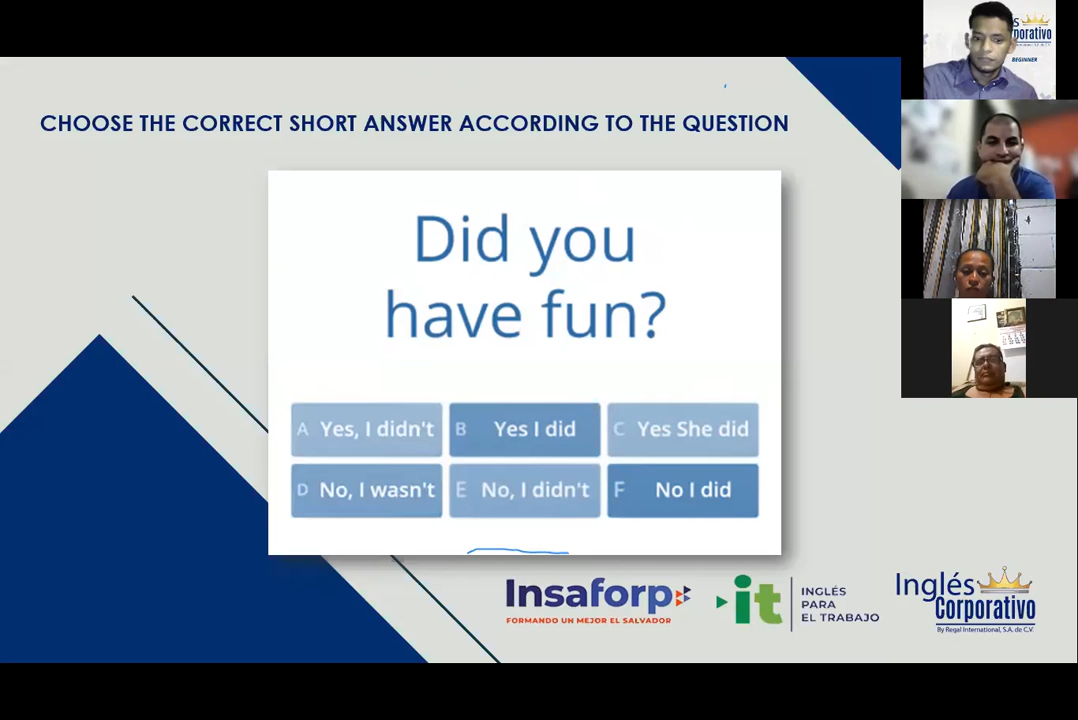 CHOOSE THE CORRECT SHORT ANSWER ACCORDING TO THE QUESTION
Did you
have fun?
A Yes, I didn't
B Yes I did
C Yes She did
D No, I wasn't
E No, I didn't
F No I did
Insaforp
FORMANDO UN MEJOR EL SALVADOR
it
INGLÉS
PARA
EL TRABAJO
Inglés
Corporativo
By Regal International, S.A. de C.V.
BEGINNER